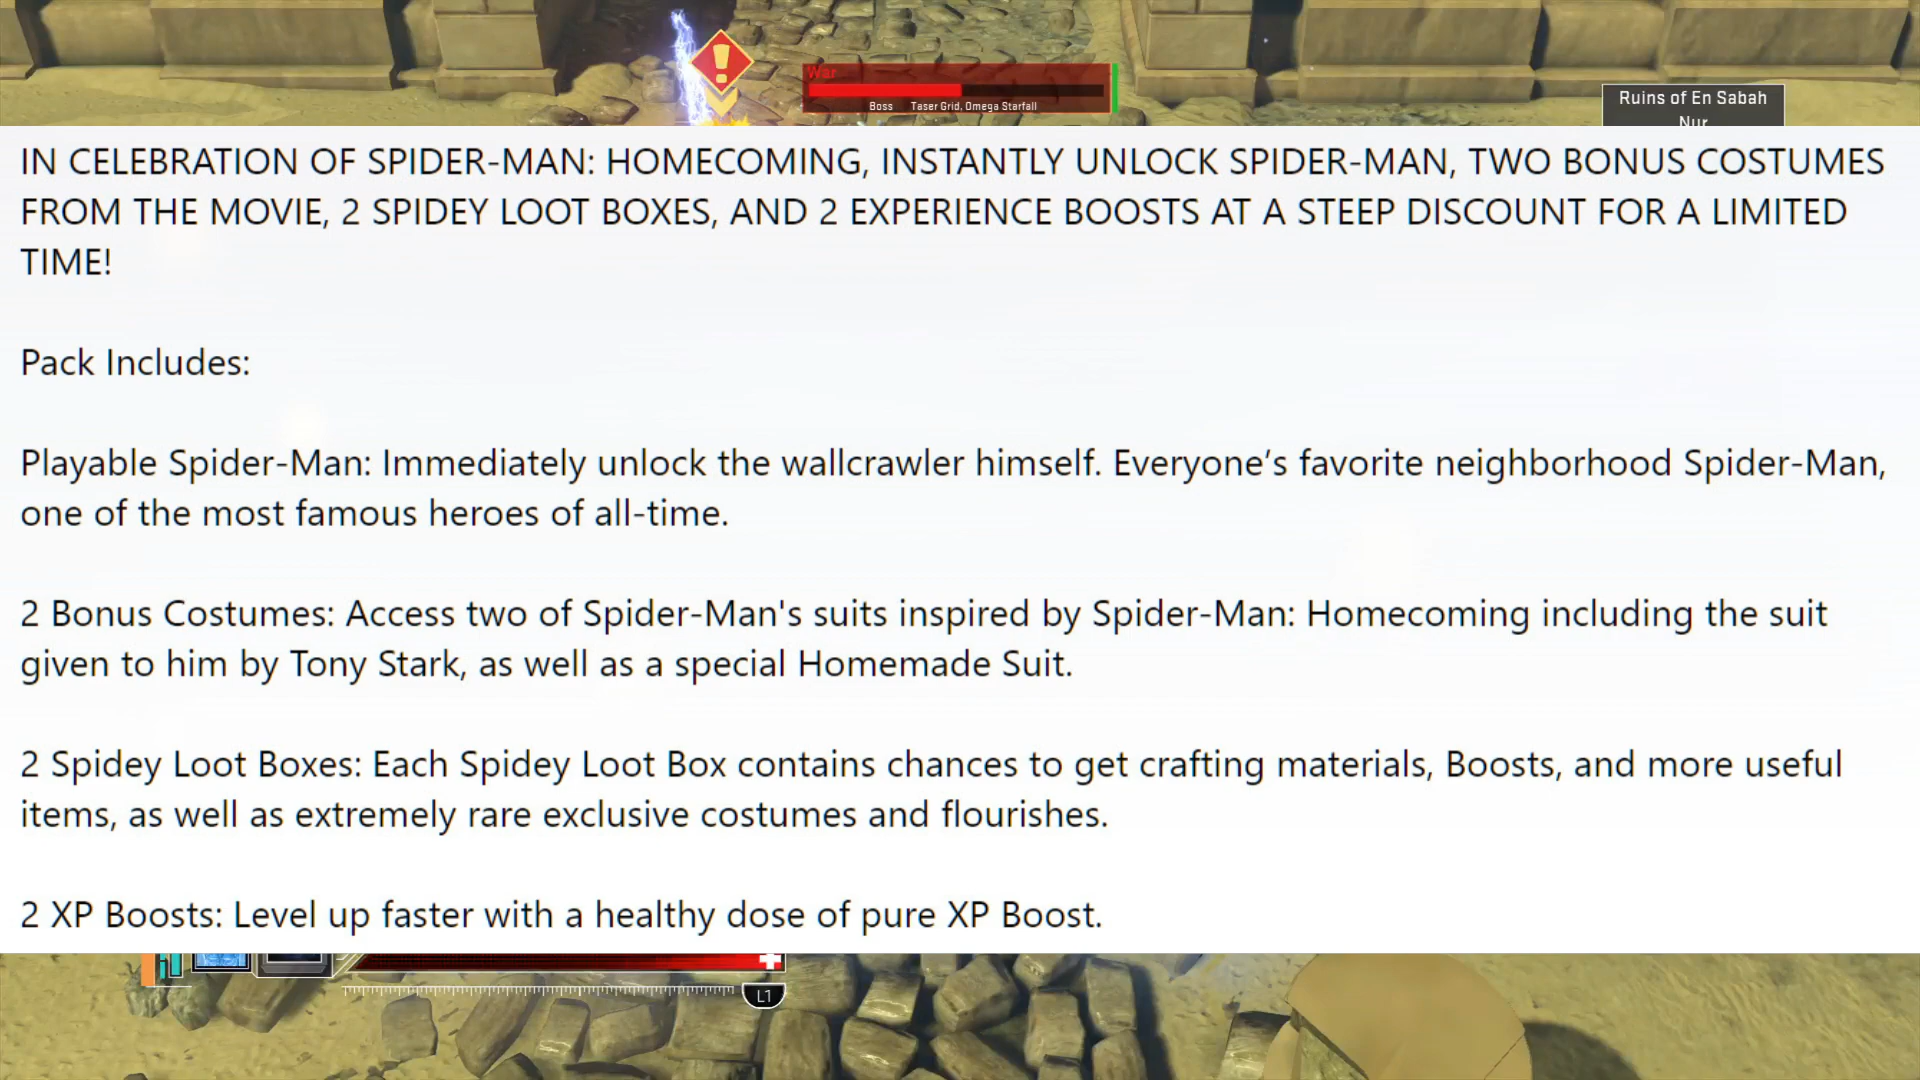 War
Boss Taser Grid, Omega Starfall
Ruins of En Sabah
Nur
IN CELEBRATION OF SPIDER-MAN: HOMECOMING, INSTANTLY UNLOCK SPIDER-MAN, TWO BONUS COSTUMES
FROM THE MOVIE, 2 SPIDEY LOOT BOXES, AND 2 EXPERIENCE BOOSTS AT A STEEP DISCOUNT FOR A LIMITED
TIME!
Pack Includes:
Playable Spider-Man: Immediately unlock the wallcrawler himself. Everyone’s favorite neighborhood Spider-Man,
one of the most famous heroes of all-time.
2 Bonus Costumes: Access two of Spider-Man's suits inspired by Spider-Man: Homecoming including the suit
given to him by Tony Stark, as well as a special Homemade Suit.
2 Spidey Loot Boxes: Each Spidey Loot Box contains chances to get crafting materials, Boosts, and more useful
items, as well as extremely rare exclusive costumes and flourishes.
2 XP Boosts: Level up faster with a healthy dose of pure XP Boost.
L1